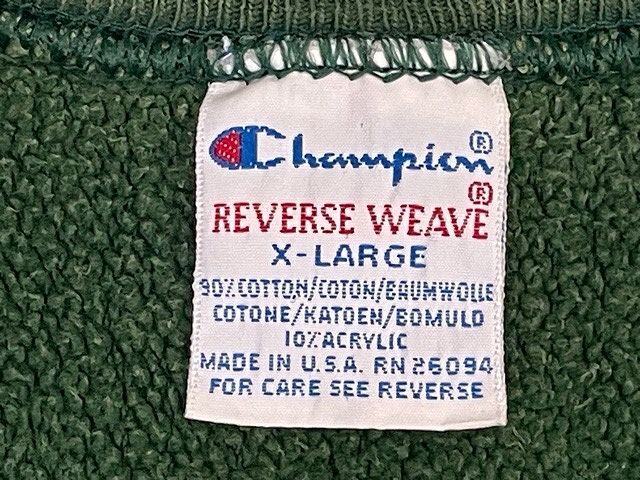 Champion®
REVERSE WEAVE®
X-LARGE
90%COTTON/COTON/BAUMWOLLE
COTONE/KATOEN/BOMULD
10%ACRYLIC
MADE IN U.S.A. RN 26094
FOR CARE SEE REVERSE